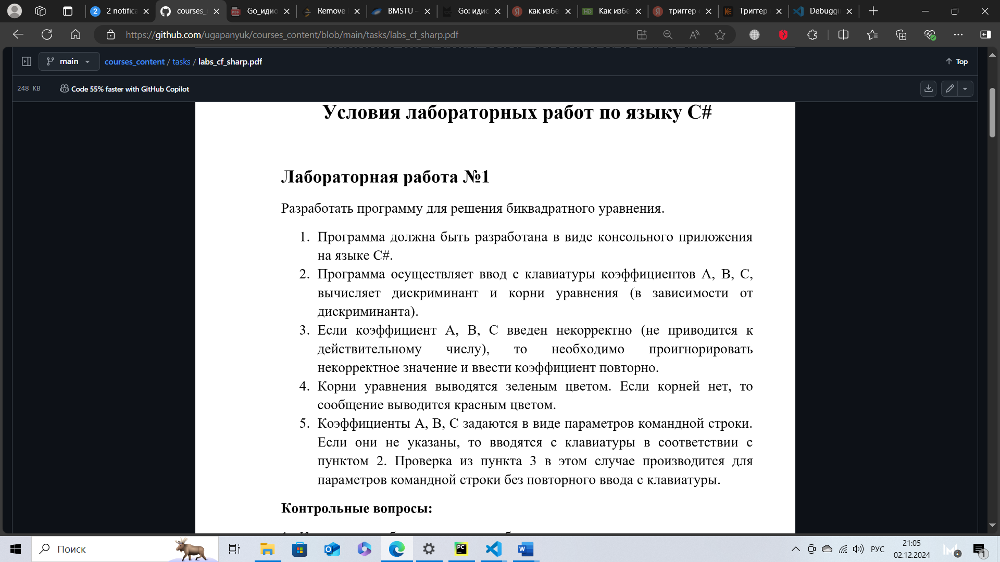 2 notifica
courses_
Go_идио
Remove
BMSTU -
Go: идио
как избе
Как избе
триггер
Триггер
Debuggi
https://github.com/ugapanyuk/courses_content/blob/main/tasks/labs_cf_sharp.pdf
main
courses_content / tasks / labs_cf_sharp.pdf
Top
248 KB
Code 55% faster with GitHub Copilot
Условия лабораторных работ по языку C#
Лабораторная работа №1
Разработать программу для решения биквадратного уравнения.
1. Программа должна быть разработана в виде консольного приложения
на языке C#.
2. Программа осуществляет ввод с клавиатуры коэффициентов А, В, С,
вычисляет дискриминант и корни уравнения (в зависимости от
дискриминанта).
3. Если коэффициент А, В, С введен некорректно (не приводится к
действительному числу), то необходимо проигнорировать
некорректное значение и ввести коэффициент повторно.
4. Корни уравнения выводятся зеленым цветом. Если корней нет, то
сообщение выводится красным цветом.
5. Коэффициенты А, В, С задаются в виде параметров командной строки.
Если они не указаны, то вводятся с клавиатуры в соответствии с
пунктом 2. Проверка из пункта 3 в этом случае производится для
параметров командной строки без повторного ввода с клавиатуры.
Контрольные вопросы:
Поиск
РУС
21:05
02.12.2024